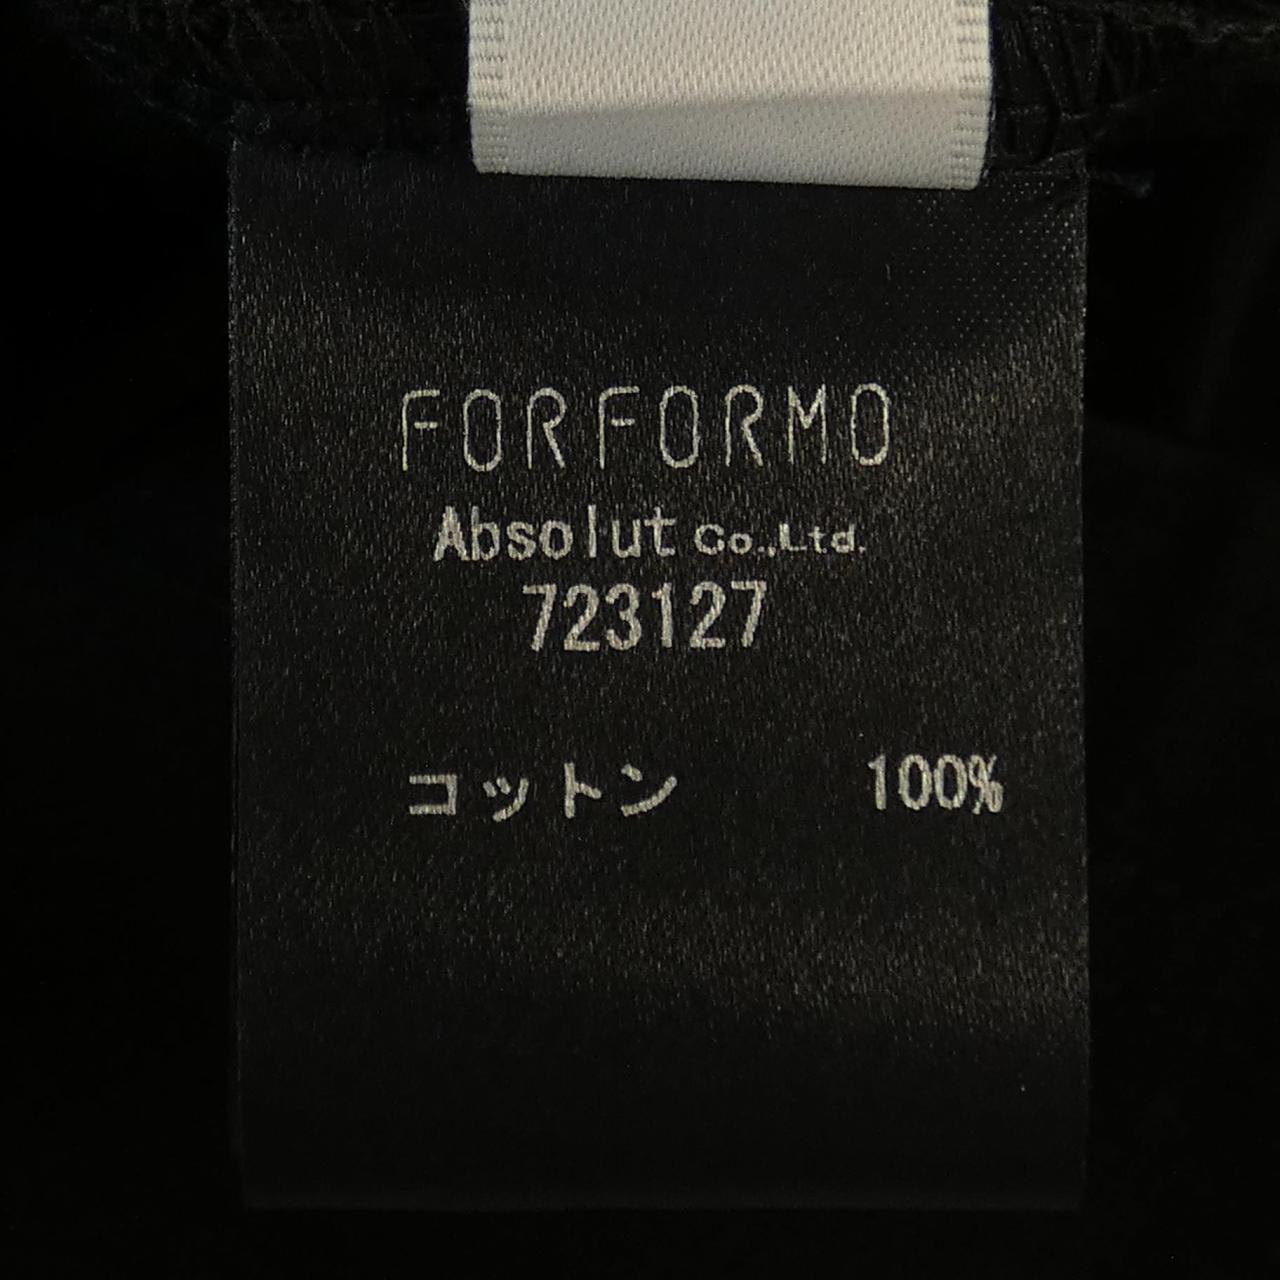 FORFORMO
Absolut Co.,Ltd.
723127
コットン 100%